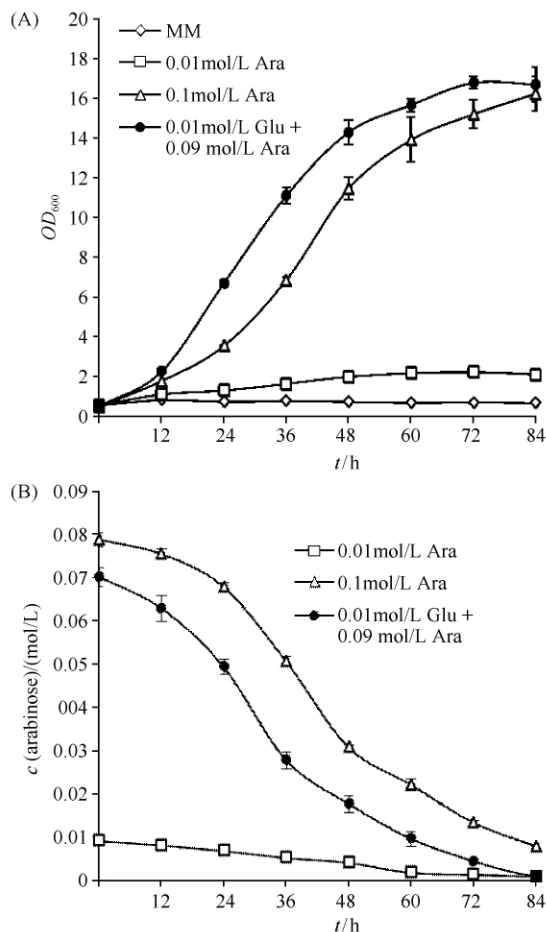 (A)
MM
0.01mol/L Ara
0.1mol/L Ara
0.01mol/L Glu +
0.09 mol/L Ara
OD600
20
18
16
14
12
10
8
6
4
2
0
12
24
36
48
60
72
84
t/h
(B)
0.01mol/L Ara
0.1mol/L Ara
0.01mol/L Glu +
0.09 mol/L Ara
c (arabinose)/(mol/L)
0.09
0.08
0.07
0.06
0.05
004
0.03
0.02
0.01
0
12
24
36
48
60
72
84
t/h